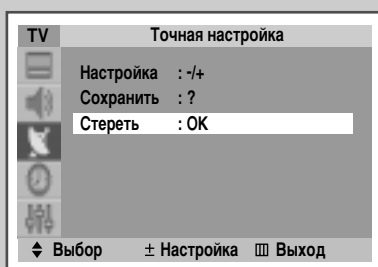 TV Точная настройка
Настройка : -/+
Сохранить : ?
Стереть : OK
Выбор ± Настройка Выход